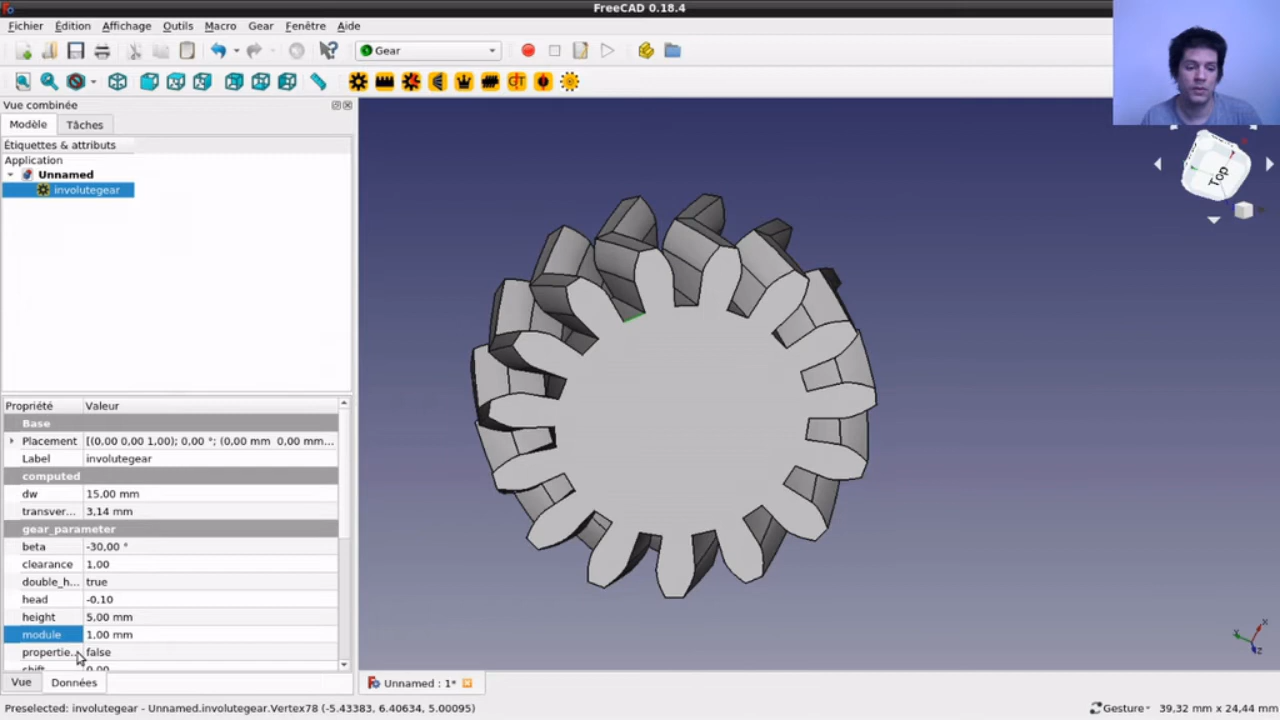 FreeCAD 0.18.4
Fichier Édition Affichage Outils Macro Gear Fenêtre Aide
Gear
Vue combinée
Modèle Tâches
Étiquettes & attributs
Application
Unnamed
involutegear
Top
Propriété Valeur
Base
Placement [(0,00 0,00 1,00); 0,00 °; (0,00 mm 0,00 mm...
Label involutegear
computed
dw 15,00 mm
transver... 3,14 mm
gear_parameter
beta -30,00 °
clearance 1,00
double_h... true
head -0,10
height 5,00 mm
module 1,00 mm
propertie... false
shift 0,00
Vue Données
Unnamed : 1*
X
Y
Z
Preselected: involutegear - Unnamed.involutegear.Vertex78 (-5.43383, 6.40634, 5.00095)
Gesture 39,32 mm x 24,44 mm